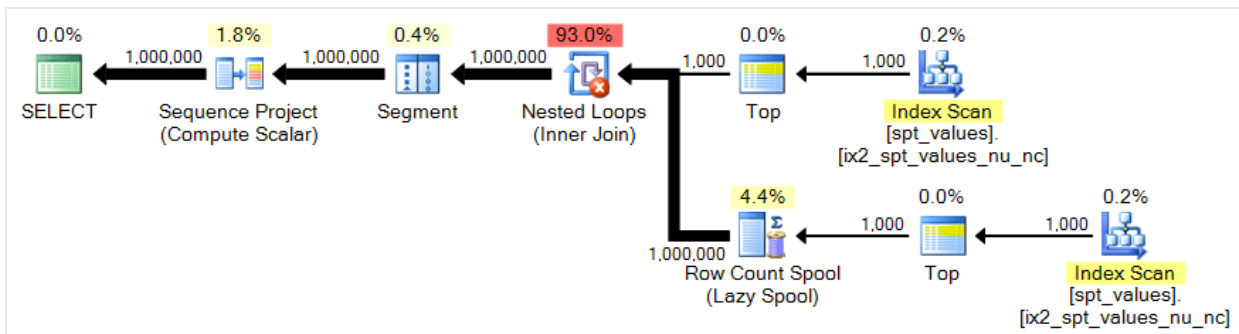 0.0%
1.8%
0.4%
93.0%
0.0%
0.2%
1,000,000
1,000,000
1,000,000
1,000
1,000
SELECT
Sequence Project
(Compute Scalar)
Segment
Nested Loops
(Inner Join)
Top
Index Scan
[spt_values].
[ix2_spt_values_nu_nc]
4.4%
0.0%
0.2%
1,000,000
1,000
1,000
Σ
Row Count Spool
(Lazy Spool)
Top
Index Scan
[spt_values].
[ix2_spt_values_nu_nc]